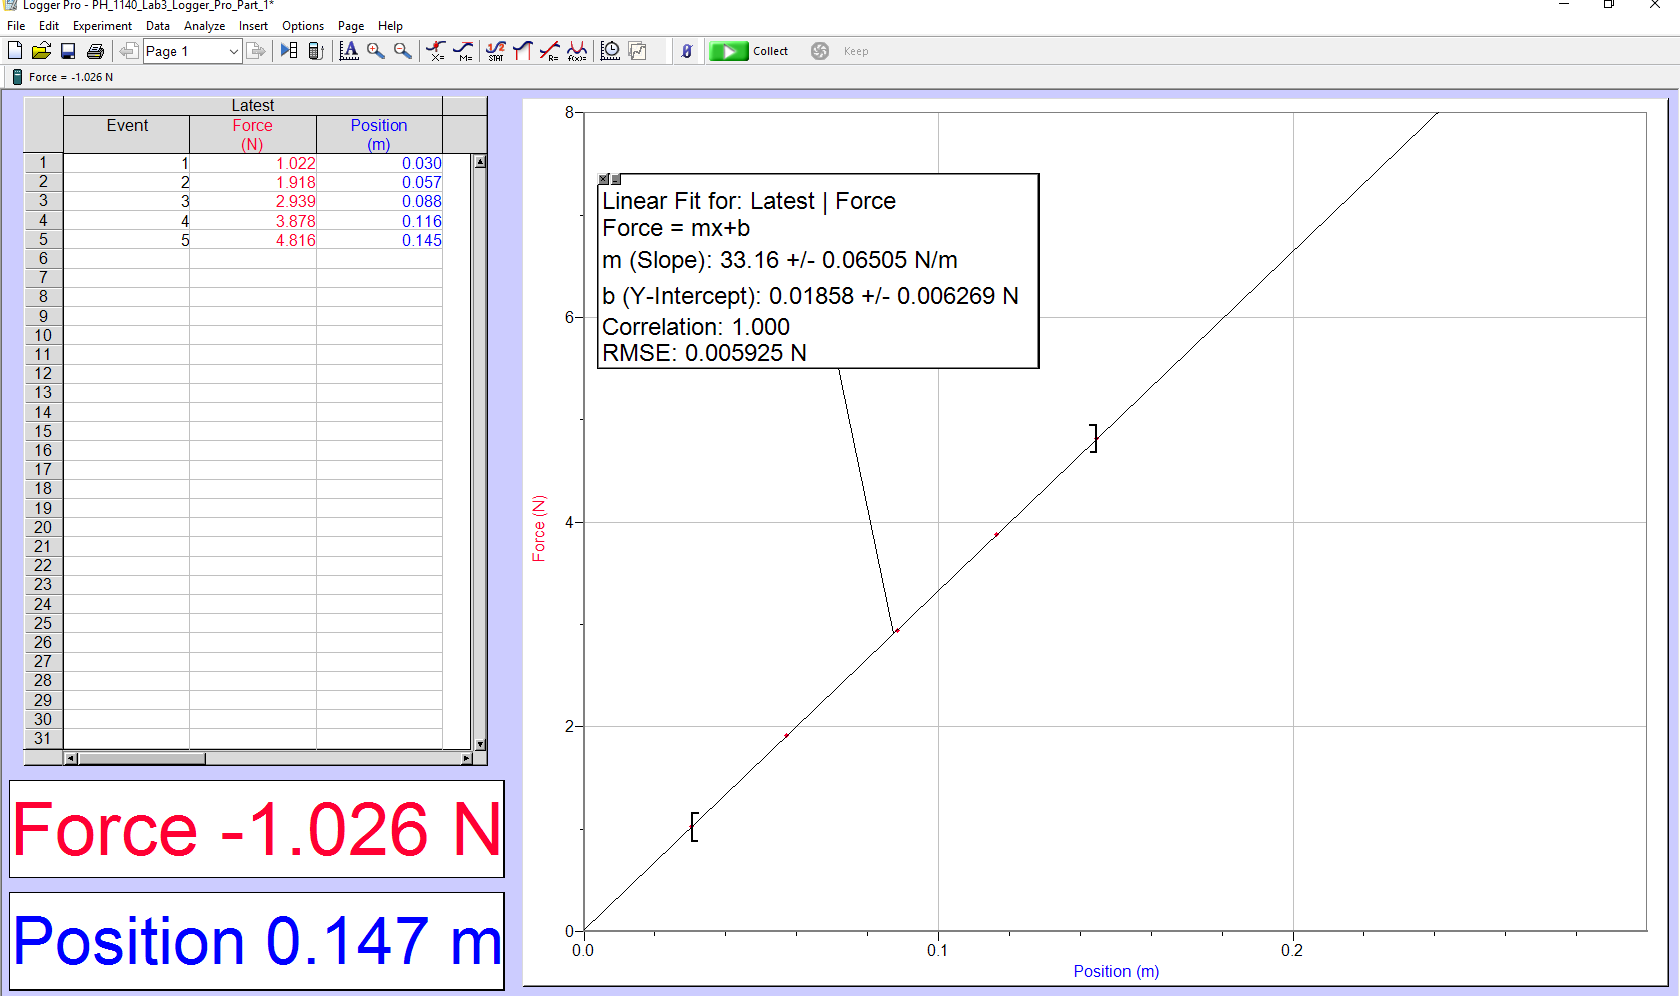 Logger Pro - PH_1140_Lab3_Logger_Pro_Part_1*
File Edit Experiment Data Analyze Insert Options Page Help
Page 1
X=
M=
1/2
STAT
R=
f(x)=
Collect
Keep
Force = -1.026 N
Latest
Event Force Position
(N) (m)
1 1 1.022 0.030
2 2 1.918 0.057
3 3 2.939 0.088
4 4 3.878 0.116
5 5 4.816 0.145
6
7
8
9
10
11
12
13
14
15
16
17
18
19
20
21
22
23
24
25
26
27
28
29
30
31
Force -1.026 N
Position 0.147 m
8
6
4
2
0
Force (N)
Linear Fit for: Latest | Force
Force = mx+b
m (Slope): 33.16 +/- 0.06505 N/m
b (Y-Intercept): 0.01858 +/- 0.006269 N
Correlation: 1.000
RMSE: 0.005925 N
0.0 0.1 0.2
Position (m)